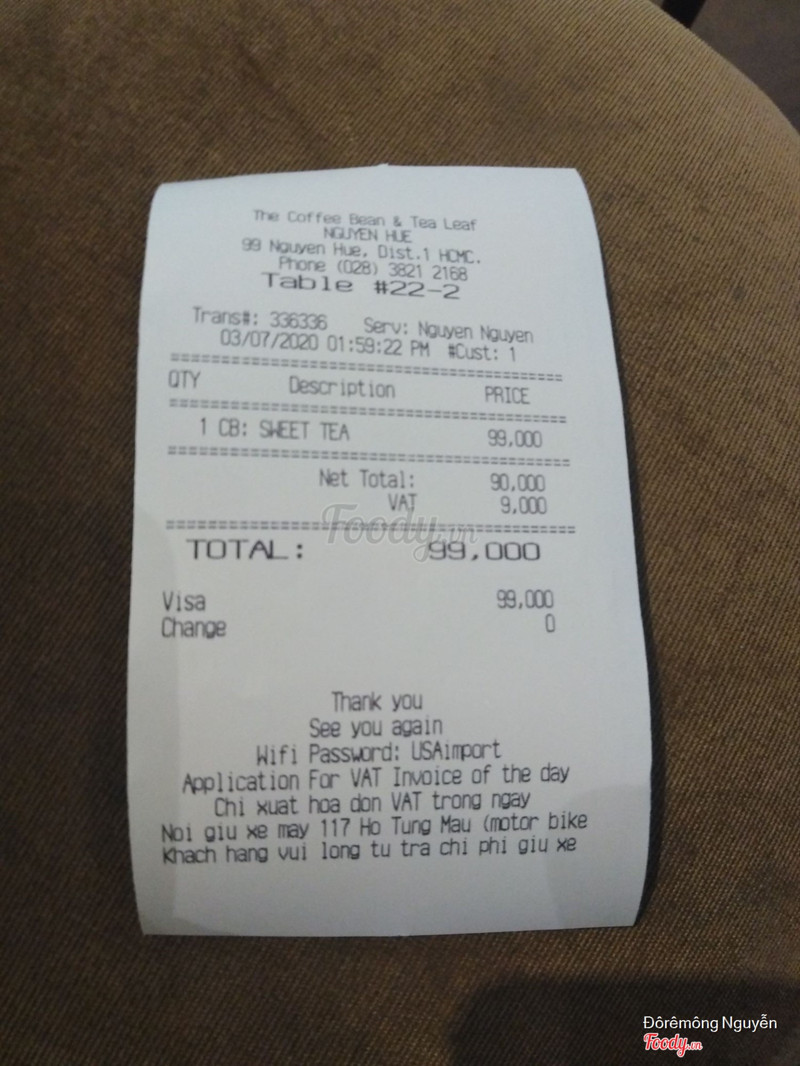 The Coffee Bean & Tea Leaf
NGUYEN HUE
99 Nguyen Hue, Dist.1 HCMC.
Phone (028) 3821 2168
Table #22-2
Trans#: 336336 Serv: Nguyen Nguyen
03/07/2020 01:59:22 PM #Cust: 1
QTY Description PRICE
1 CB: SWEET TEA 99,000
Net Total: 90,000
VAT 9,000
Foody.vn
TOTAL: 99,000
Visa 99,000
Change 0
Thank you
See you again
Wifi Password: USAimport
Application For VAT Invoice of the day
Chi xuat hoa don VAT trong ngay
Noi giu xe may 117 Ho Tung Mau (motor bike
Khach hang vui long tu tra chi phi giu xe
Đôrêmông Nguyễn
Foody.vn